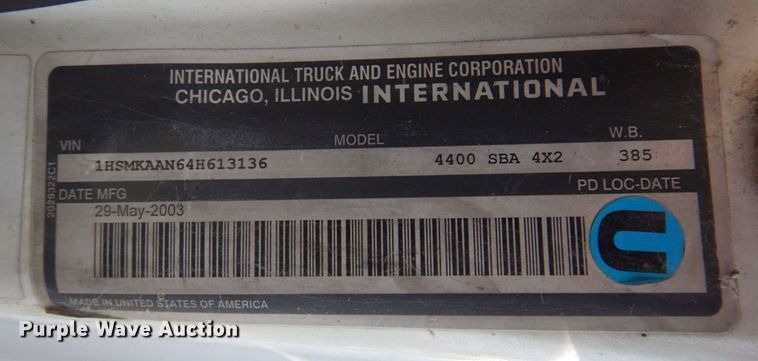 INTERNATIONAL TRUCK AND ENGINE CORPORATION
CHICAGO, ILLINOIS INTERNATIONAL®
VIN MODEL W.B.
1HSMKAAN64H613136 4400 SBA 4X2 385
DATE MFG PD LOC-DATE
29-May-2003
U
MADE IN UNITED STATES OF AMERICA
2029322C1
Purple Wave Auction